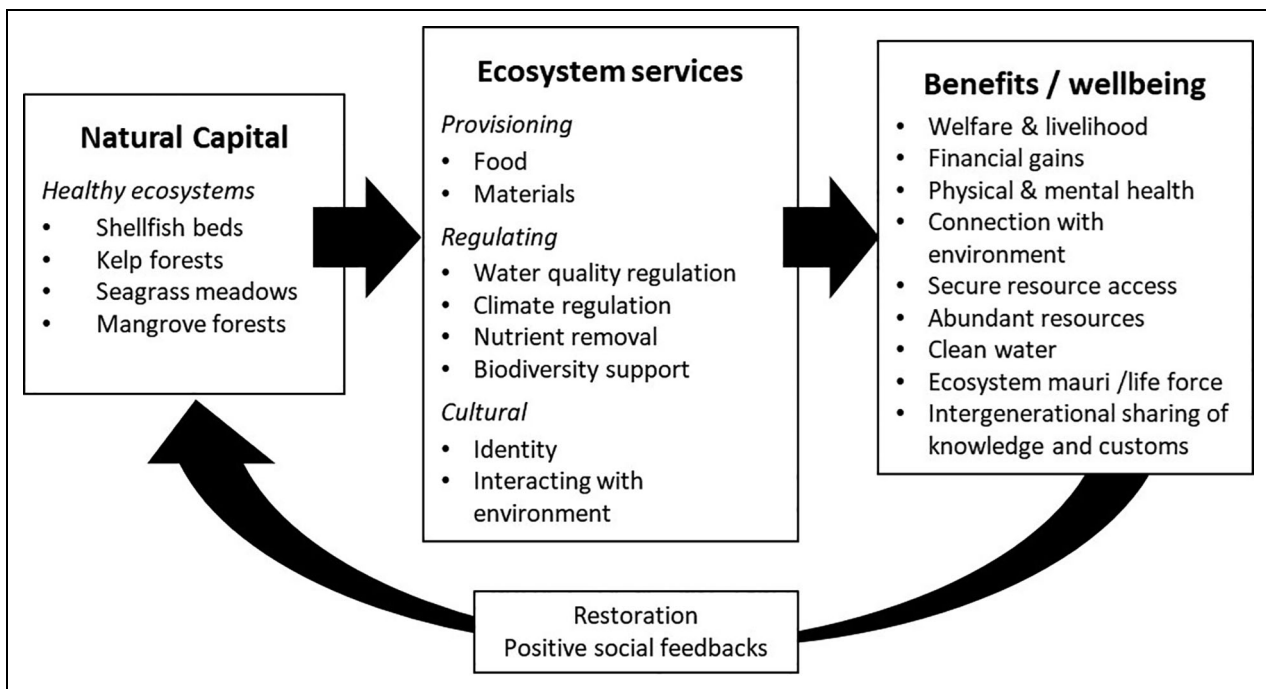 Natural Capital
Healthy ecosystems
• Shellfish beds
• Kelp forests
• Seagrass meadows
• Mangrove forests
Ecosystem services
Provisioning
• Food
• Materials
Regulating
• Water quality regulation
• Climate regulation
• Nutrient removal
• Biodiversity support
Cultural
• Identity
• Interacting with
environment
Benefits / wellbeing
• Welfare & livelihood
• Financial gains
• Physical & mental health
• Connection with
environment
• Secure resource access
• Abundant resources
• Clean water
• Ecosystem mauri /life force
• Intergenerational sharing of
knowledge and customs
Restoration
Positive social feedbacks